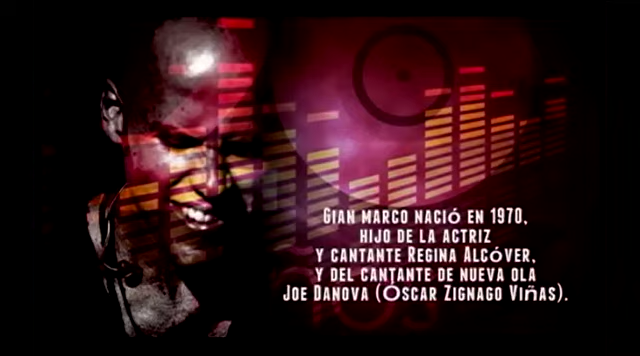 Gian marco nació en 1970,
hijo de la actriz
y cantante Regina Alcóver,
y del cantante de nueva ola
Joe Danova (Óscar Zignago Viñas).